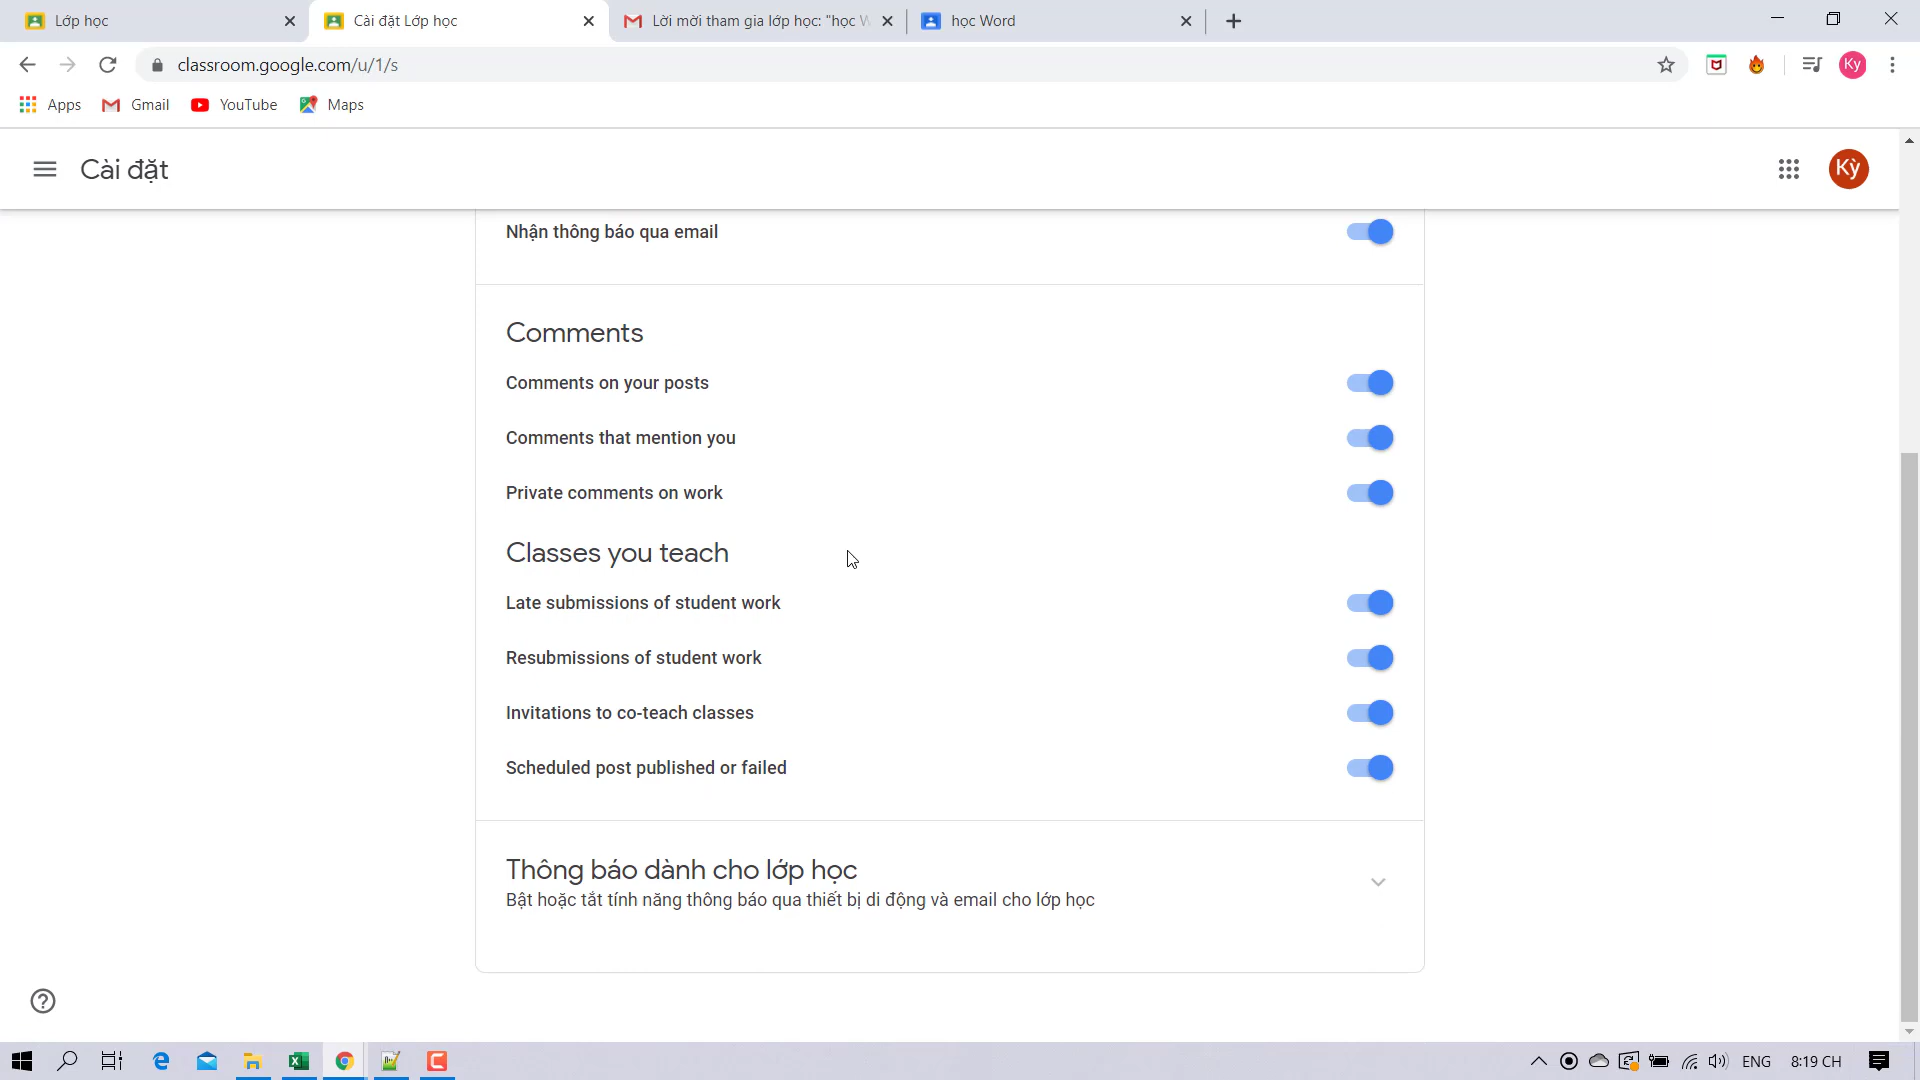 Lớp học
Cài đặt Lớp học
Lời mời tham gia lớp học: "học W
học Word
classroom.google.com/u/1/s
Ky
Apps
Gmail
YouTube
Maps
Cài đặt
Kỳ
Nhận thông báo qua email
Comments
Comments on your posts
Comments that mention you
Private comments on work
Classes you teach
Late submissions of student work
Resubmissions of student work
Invitations to co-teach classes
Scheduled post published or failed
Thông báo dành cho lớp học
Bật hoặc tắt tính năng thông báo qua thiết bị di động và email cho lớp học
ENG
8:19 CH